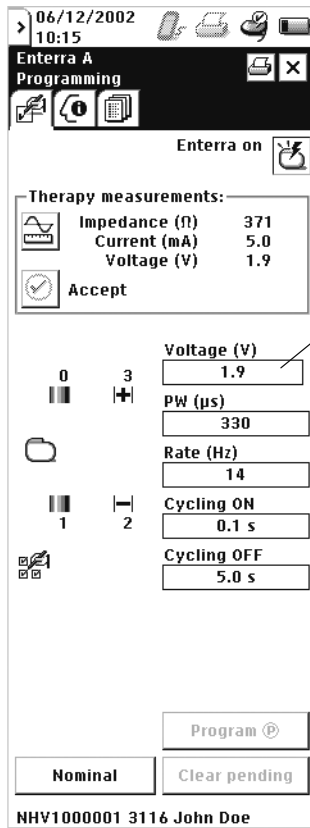 06/12/2002
10:15
Enterra A
Programming
Enterra on
Therapy measurements:
Impedance (Ω) 371
Current (mA) 5.0
Voltage (V) 1.9
Accept
Voltage (V)
1.9
0 3
PW (µs)
330
Rate (Hz)
14
Cycling ON
0.1 s
1 2
Cycling OFF
5.0 s
Program Ⓟ
Nominal Clear pending
NHV1000001 3116 John Doe